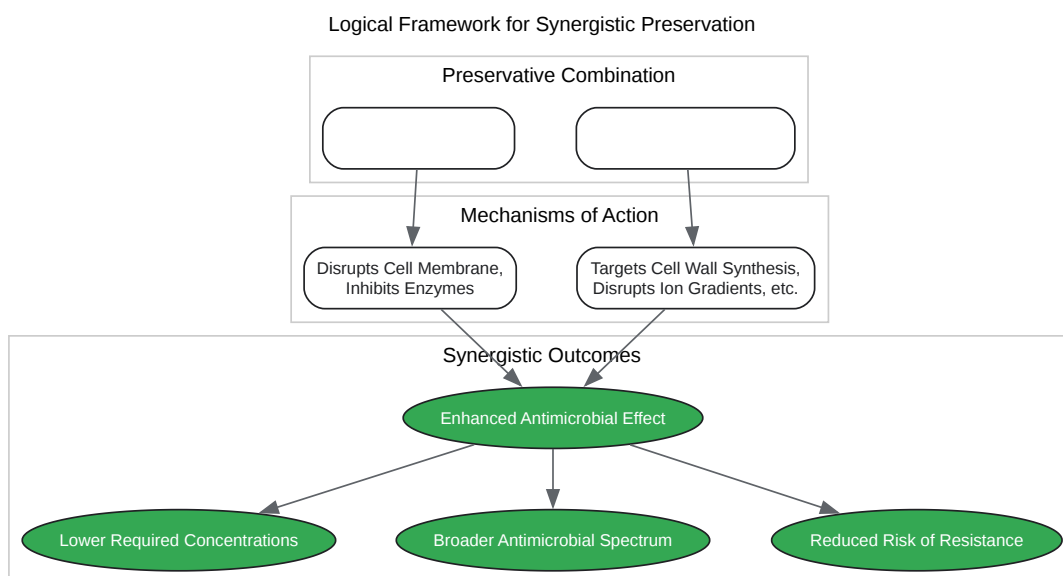 Logical Framework for Synergistic Preservation
Preservative Combination
Mechanisms of Action
Disrupts Cell Membrane,
Inhibits Enzymes
Targets Cell Wall Synthesis,
Disrupts Ion Gradients, etc.
Synergistic Outcomes
Enhanced Antimicrobial Effect
Lower Required Concentrations
Broader Antimicrobial Spectrum
Reduced Risk of Resistance